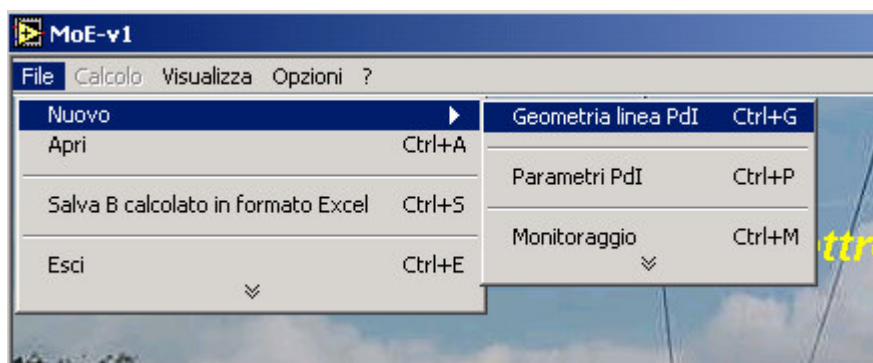 MoE-v1
File Calcolo Visualizza Opzioni ?
Nuovo
Apri Ctrl+A
Salva B calcolato in formato Excel Ctrl+S
Esci Ctrl+E
Geometria linea PdI Ctrl+G
Parametri PdI Ctrl+P
Monitoraggio Ctrl+M